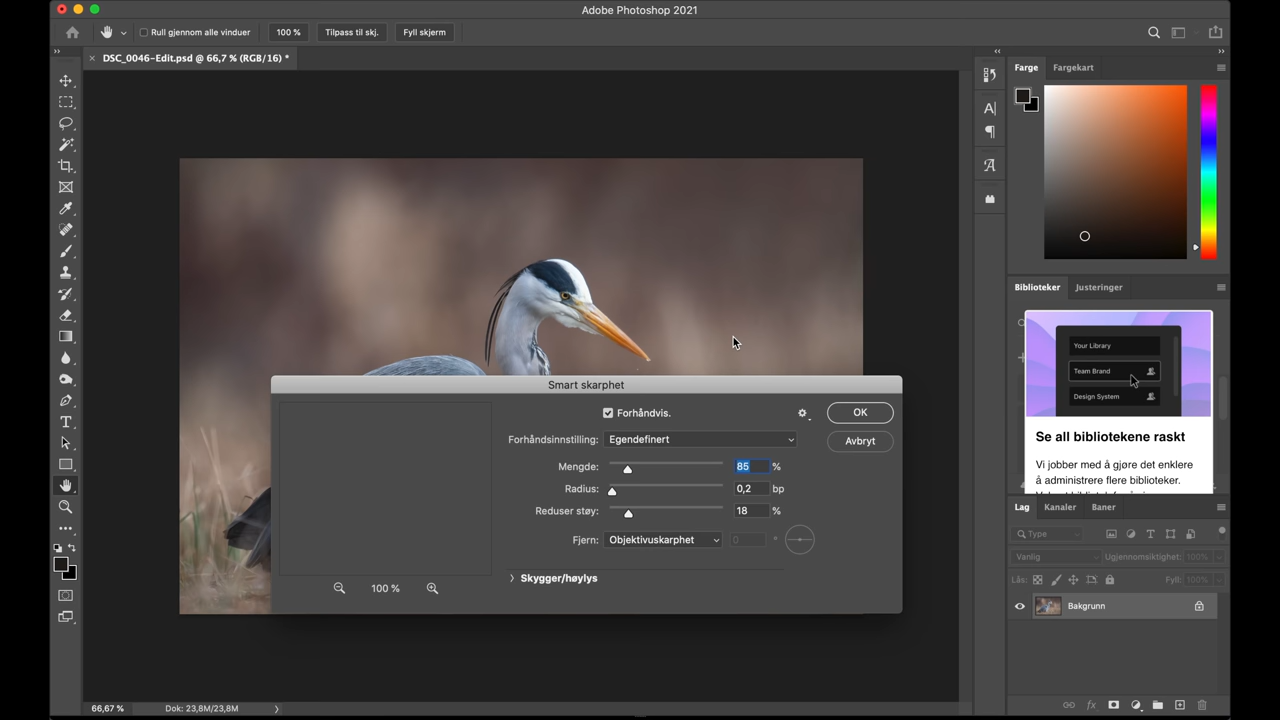 Adobe Photoshop 2021
Rull gjennom alle vinduer
100 %
Tilpass til skj.
Fyll skjerm
DSC_0046-Edit.psd @ 66,7 % (RGB/16) *
Farge
Fargekart
Biblioteker
Justeringer
Your Library
Team Brand
Design System
Se all bibliotekene raskt
Vi jobber med å gjøre det enklere
å administrere flere biblioteker.
Smart skarphet
Forhåndvis.
OK
Forhåndsinnstilling: Egendefinert
Avbryt
Mengde: 85 %
Radius: 0,2 bp
Reduser støy: 18 %
Fjern: Objektivuskarphet 0 °
Skygger/høylys
100 %
Lag
Kanaler
Baner
Type
Vanlig
Ugjennomsiktighet: 100%
Lås:
Fyll: 100%
Bakgrunn
66,67 %
Dok: 23,8M/23,8M